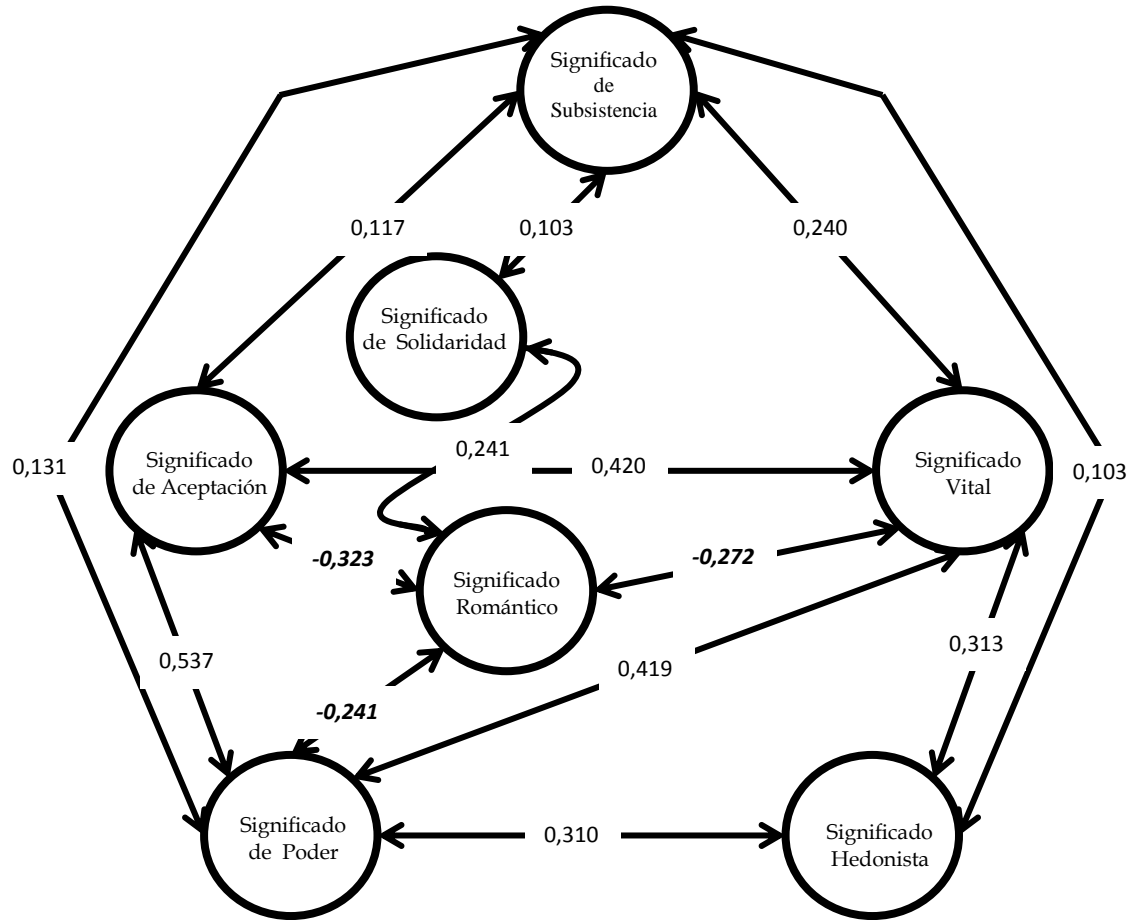 Significado
de
Subsistencia
0,117
0,103
0,240
Significado
de Solidaridad
0,131
Significado
de Aceptación
0,241
0,420
Significado
Vital
0,103
-0,323
Significado
Romántico
-0,272
0,537
0,419
0,313
-0,241
Significado
de Poder
0,310
Significado
Hedonista